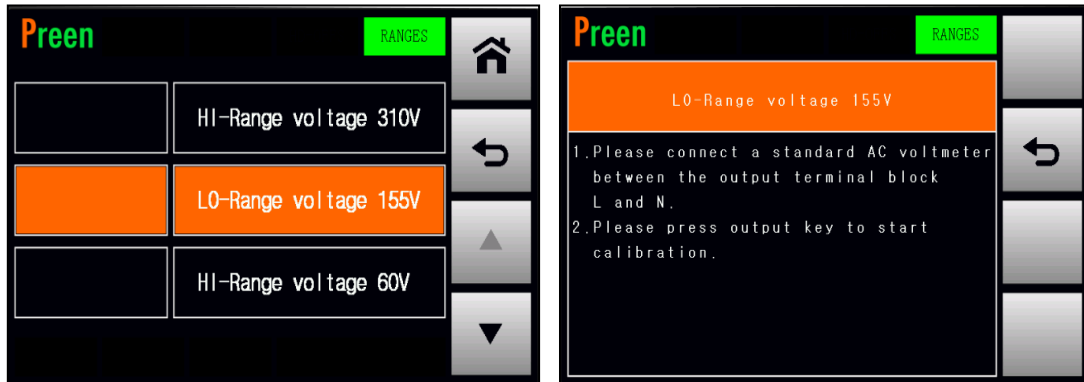 Preen
RANGES
HI-Range voltage 310V
LO-Range voltage 155V
HI-Range voltage 60V
Preen
RANGES
LO-Range voltage 155V
1.Please connect a standard AC voltmeter
between the output terminal block
L and N.
2.Please press output key to start
calibration.